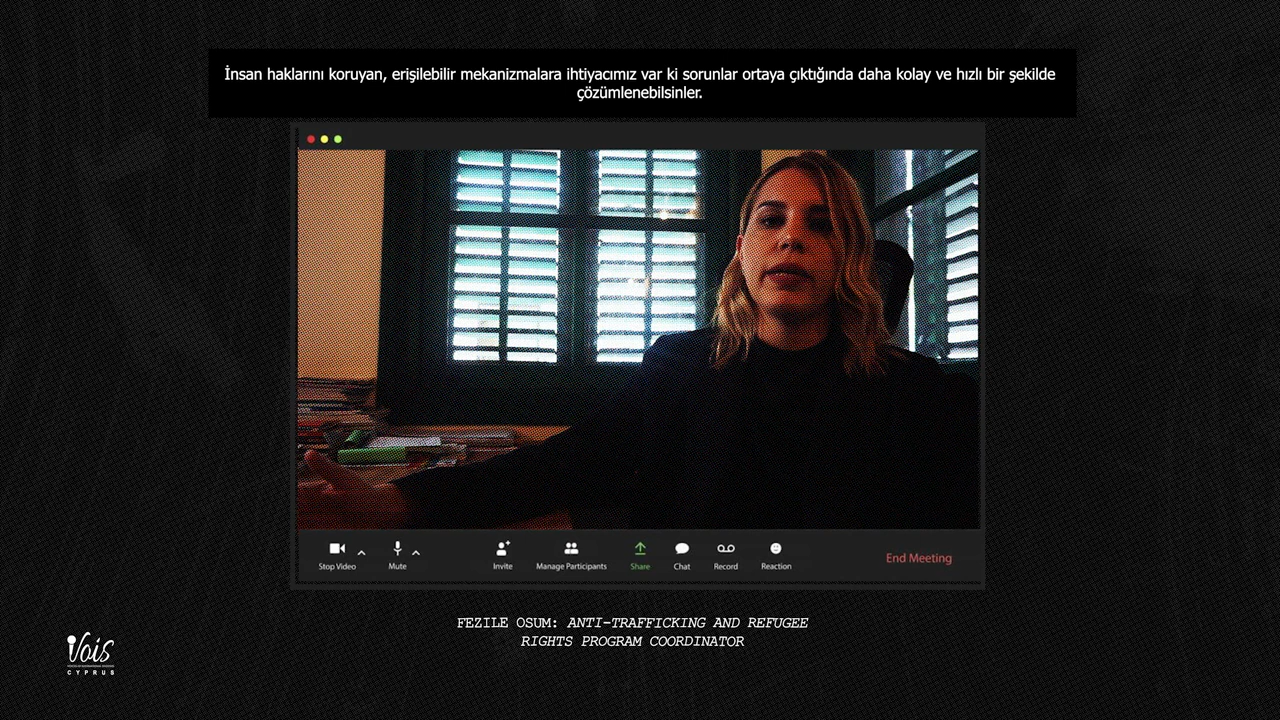 İnsan haklarını koruyan, erişilebilir mekanizmalara ihtiyacımız var ki sorunlar ortaya çıktığında daha kolay ve hızlı bir şekilde
çözümlenebilsinler.
Stop Video
Mute
Invite
Manage Participants
Share
Chat
Record
Reaction
End Meeting
FEZILE OSUM: ANTI-TRAFFICKING AND REFUGEE
RIGHTS PROGRAM COORDINATOR
Vois
CYPRUS